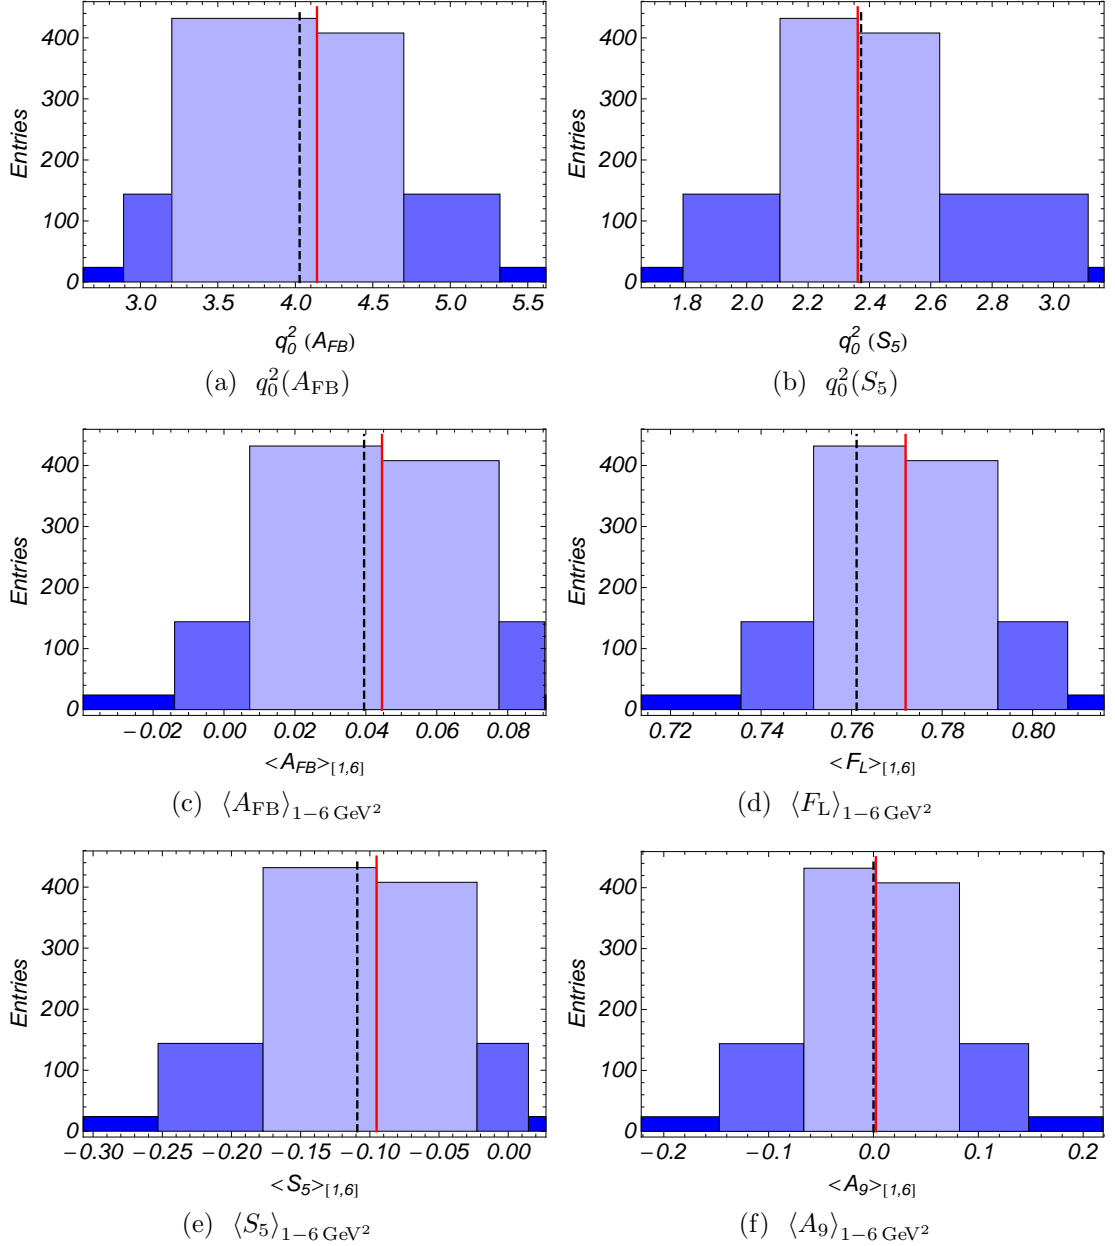 400
300
200
100
0
Entries
3.0 3.5 4.0 4.5 5.0 5.5
q₀² (A_FB)
(a) q₀²(A_FB)
400
300
200
100
0
Entries
1.8 2.0 2.2 2.4 2.6 2.8 3.0
q₀² (S₅)
(b) q₀²(S₅)
400
300
200
100
0
Entries
−0.02 0.00 0.02 0.04 0.06 0.08
<A_FB>[1,6]
(c) ⟨A_FB⟩1−6 GeV²
400
300
200
100
0
Entries
0.72 0.74 0.76 0.78 0.80
<F_L>[1,6]
(d) ⟨F_L⟩1−6 GeV²
400
300
200
100
0
Entries
−0.30 −0.25 −0.20 −0.15 −0.10 −0.05 0.00
<S₅>[1,6]
(e) ⟨S₅⟩1−6 GeV²
400
300
200
100
0
Entries
−0.2 −0.1 0.0 0.1 0.2
<A₉>[1,6]
(f) ⟨A₉⟩1−6 GeV²